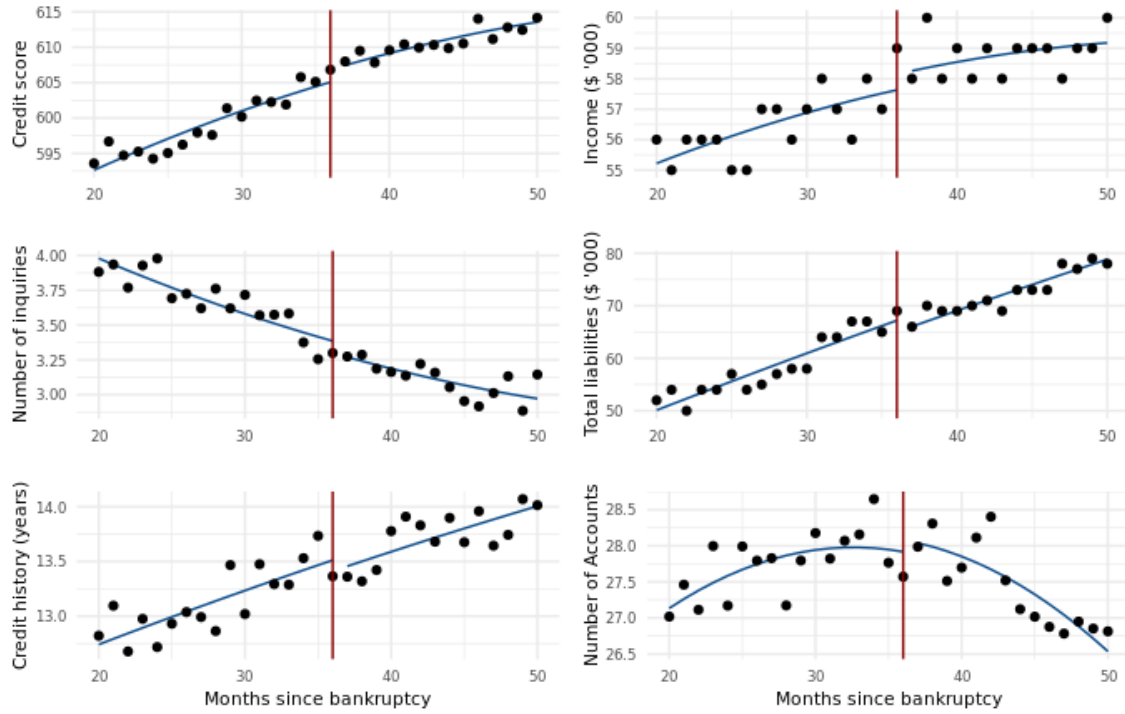 Credit score
615
610
605
600
595
20 30 40 50
Income ($ '000)
60
59
58
57
56
55
20 30 40 50
Number of inquiries
4.00
3.75
3.50
3.25
3.00
20 30 40 50
Total liabilities ($ '000)
80
70
60
50
20 30 40 50
Credit history (years)
14.0
13.5
13.0
20 30 40 50
Months since bankruptcy
Number of Accounts
28.5
28.0
27.5
27.0
26.5
20 30 40 50
Months since bankruptcy